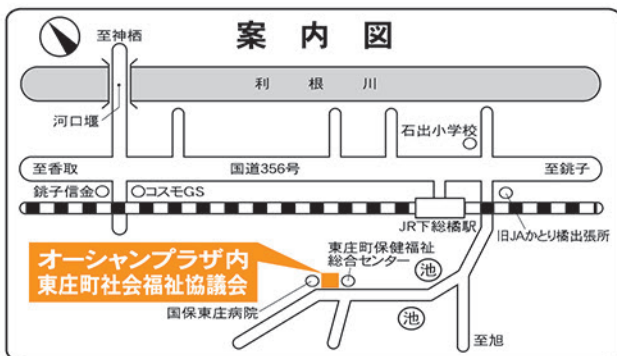 案内図
至神栖
利根川
河口堰
石出小学校
至香取
国道356号
至銚子
銚子信金
コスモGS
JR下総橘駅
旧JAかとり橘出張所
オーシャンプラザ内
東庄町社会福祉協議会
東庄町保健福祉
総合センター
池
国保東庄病院
池
至旭